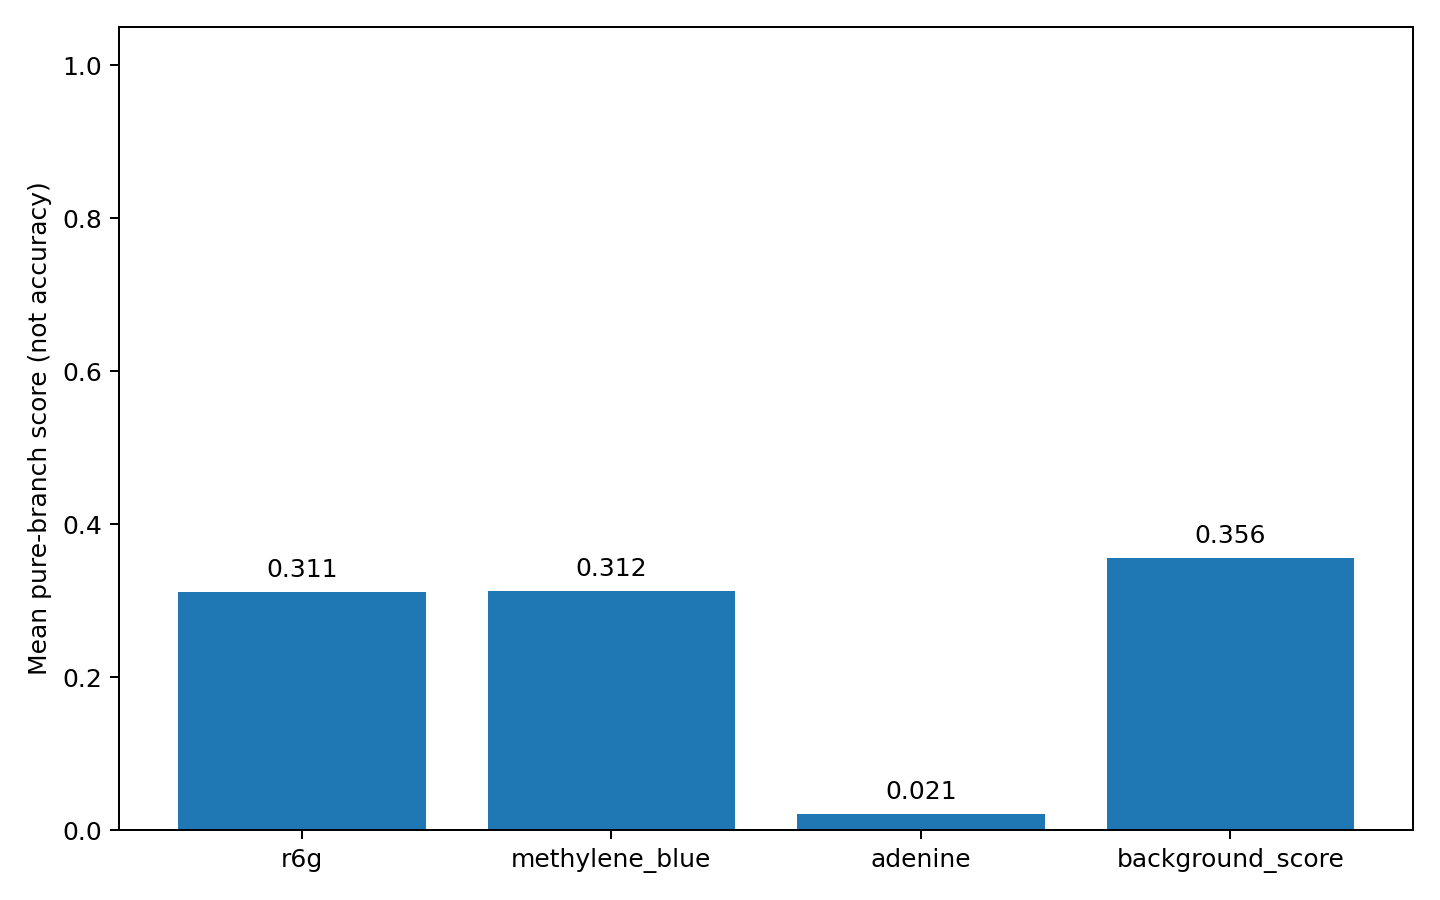 Mean pure-branch score (not accuracy)
1.0
0.8
0.6
0.4
0.2
0.0
0.311
0.312
0.021
0.356
r6g
methylene_blue
adenine
background_score